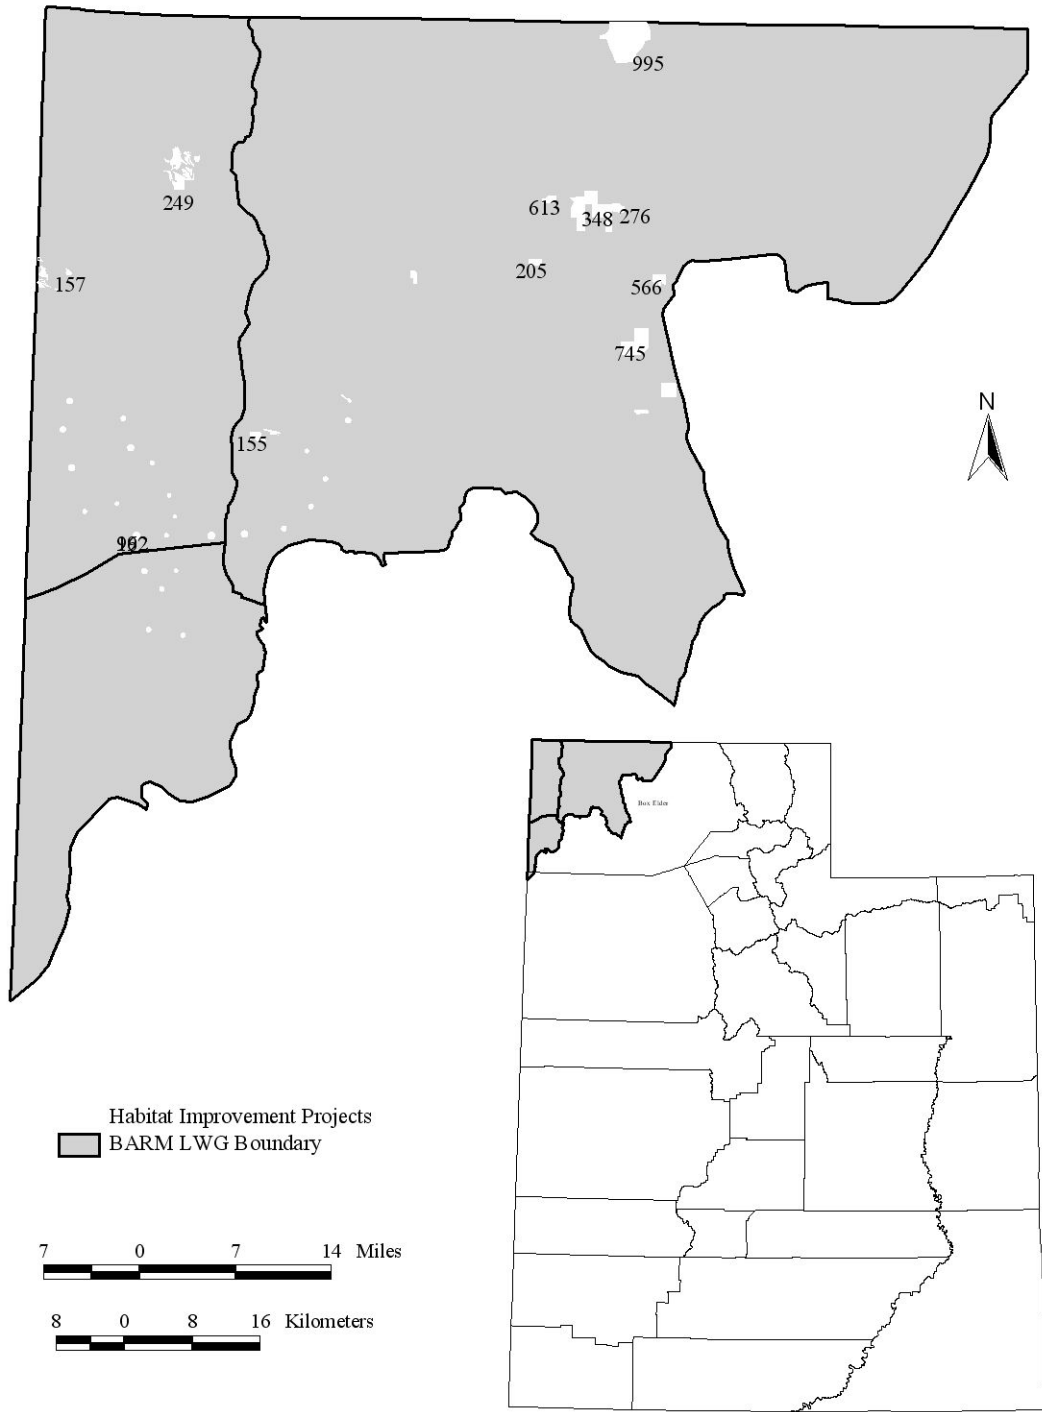 995
249
613
348
276
205
157
566
745
155
N
Box Elder
Habitat Improvement Projects
BARM LWG Boundary
7 0 7 14 Miles
8 0 8 16 Kilometers